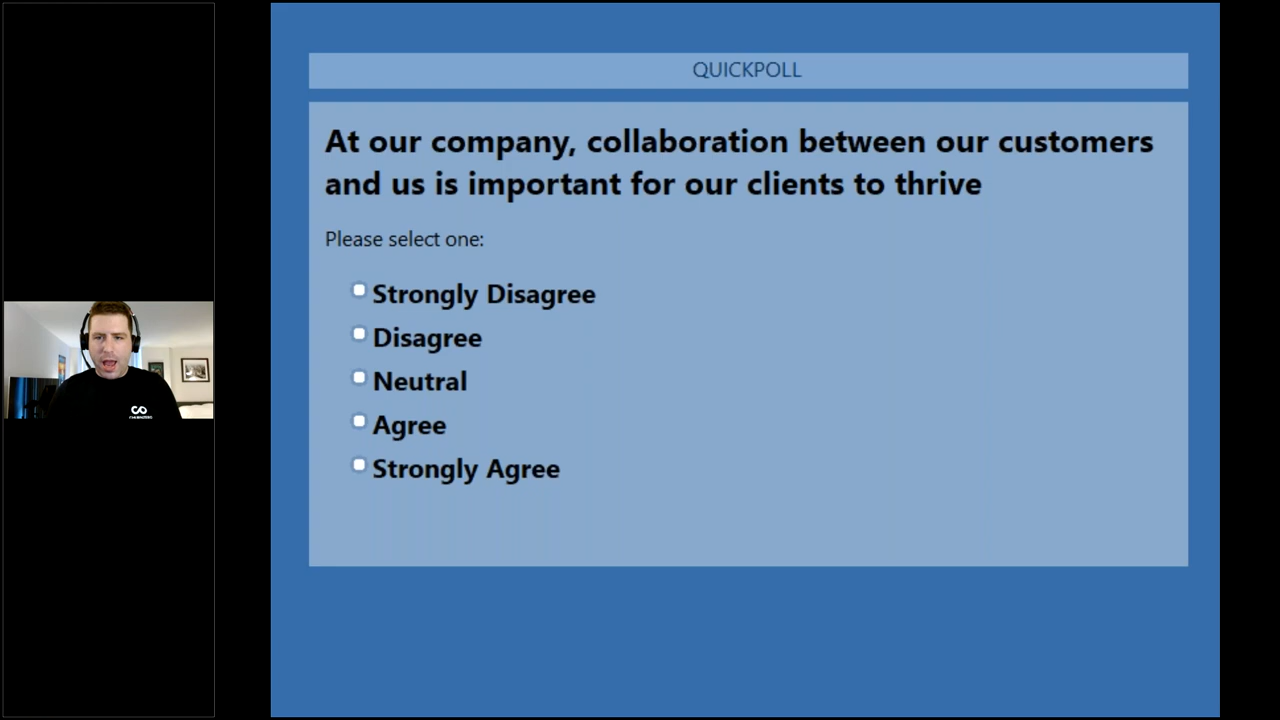 QUICKPOLL
At our company, collaboration between our customers
and us is important for our clients to thrive
Please select one:
Strongly Disagree
Disagree
Neutral
Agree
Strongly Agree